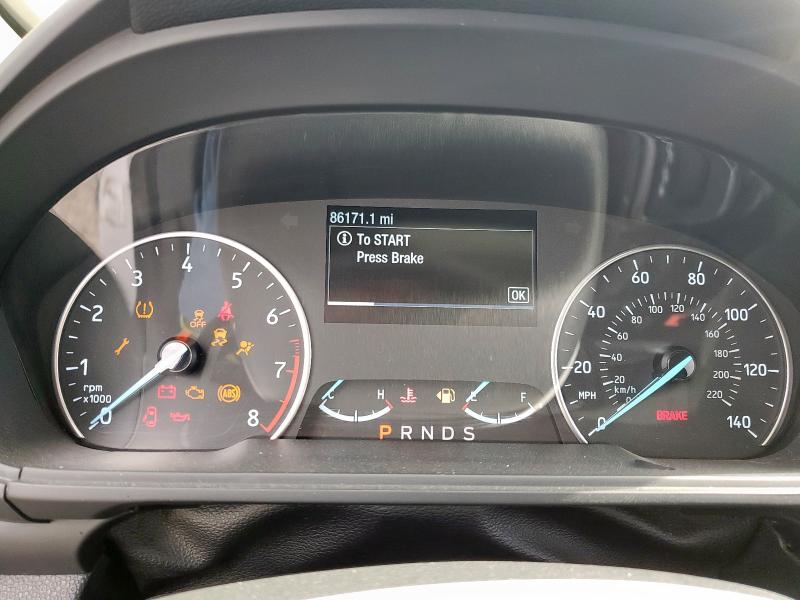 86171.1 mi
To START
Press Brake
OK
0
1
2
3
4
5
6
7
8
rpm
x1000
OFF
ABS
C
H
E
F
P R N D S
0
20
40
60
80
100
120
140
MPH
0
20
40
60
80
100
120
140
160
180
200
220
km/h
BRAKE